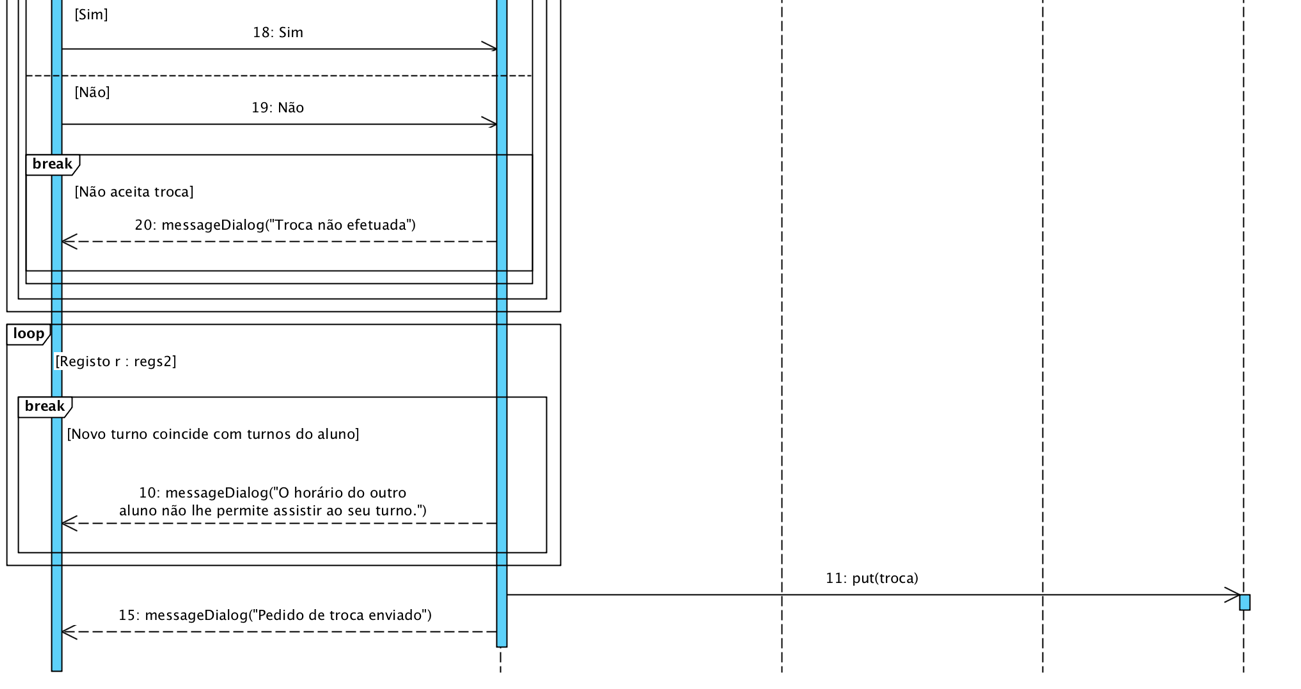 [Sim]
18: Sim
[Não]
19: Não
break
[Não aceita troca]
20: messageDialog("Troca não efetuada")
loop
[Registo r : regs2]
break
[Novo turno coincide com turnos do aluno]
10: messageDialog("O horário do outro
aluno não lhe permite assistir ao seu turno.")
11: put(troca)
15: messageDialog("Pedido de troca enviado")